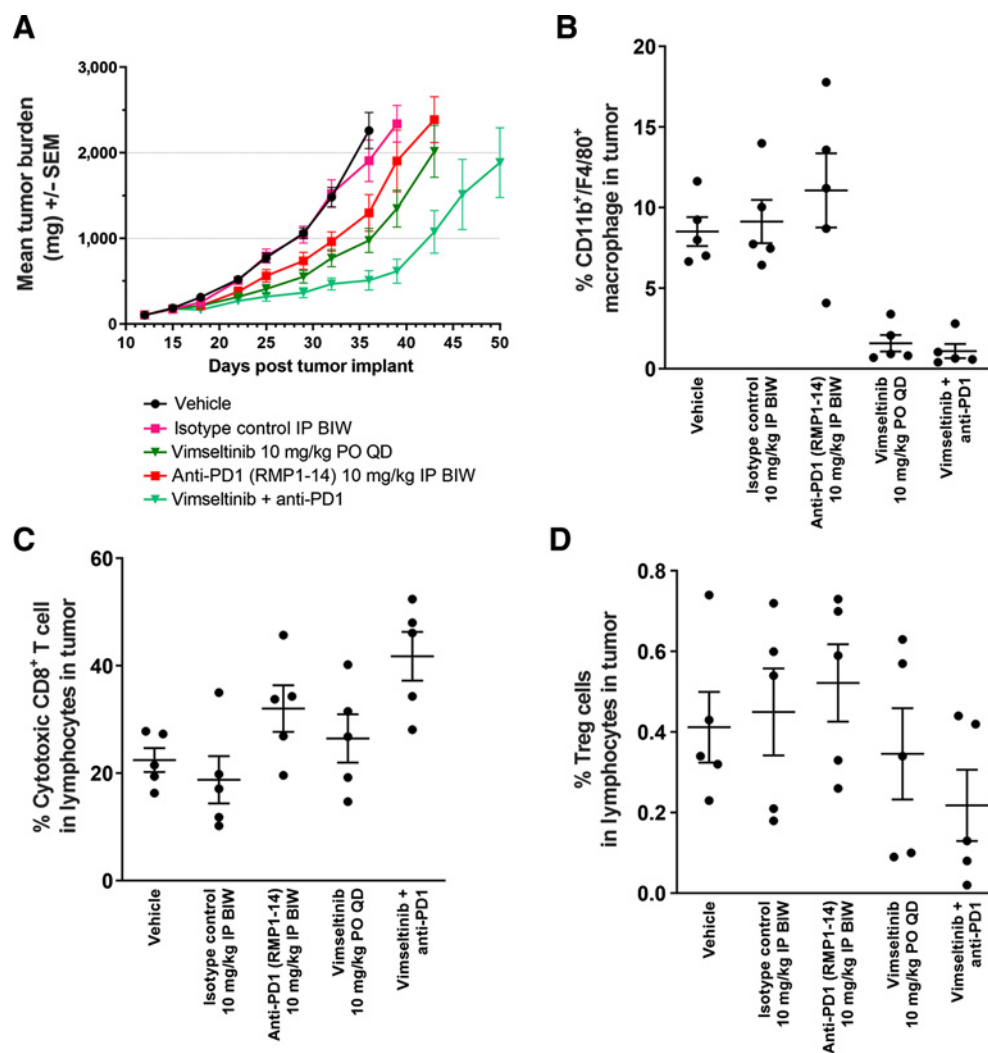 A
Mean tumor burden
(mg) +/- SEM
3,000
2,000
1,000
0
10 15 20 25 30 35 40 45 50
Days post tumor implant
Vehicle
Isotype control IP BIW
Vimseltinib 10 mg/kg PO QD
Anti-PD1 (RMP1-14) 10 mg/kg IP BIW
Vimseltinib + anti-PD1
B
% CD11b⁺/F4/80⁺
macrophage in tumor
20
15
10
5
0
Vehicle
Isotype control
10 mg/kg IP BIW
Anti-PD1 (RMP1-14)
10 mg/kg IP BIW
Vimseltinib
10 mg/kg PO QD
Vimseltinib +
anti-PD1
C
% Cytotoxic CD8⁺ T cell
in lymphocytes in tumor
60
40
20
0
Vehicle
Isotype control
10 mg/kg IP BIW
Anti-PD1 (RMP1-14)
10 mg/kg IP BIW
Vimseltinib
10 mg/kg PO QD
Vimseltinib +
anti-PD1
D
% Treg cells
in lymphocytes in tumor
0.8
0.6
0.4
0.2
0.0
Vehicle
Isotype control
10 mg/kg IP BIW
Anti-PD1 (RMP1-14)
10 mg/kg IP BIW
Vimseltinib
10 mg/kg PO QD
Vimseltinib +
anti-PD1